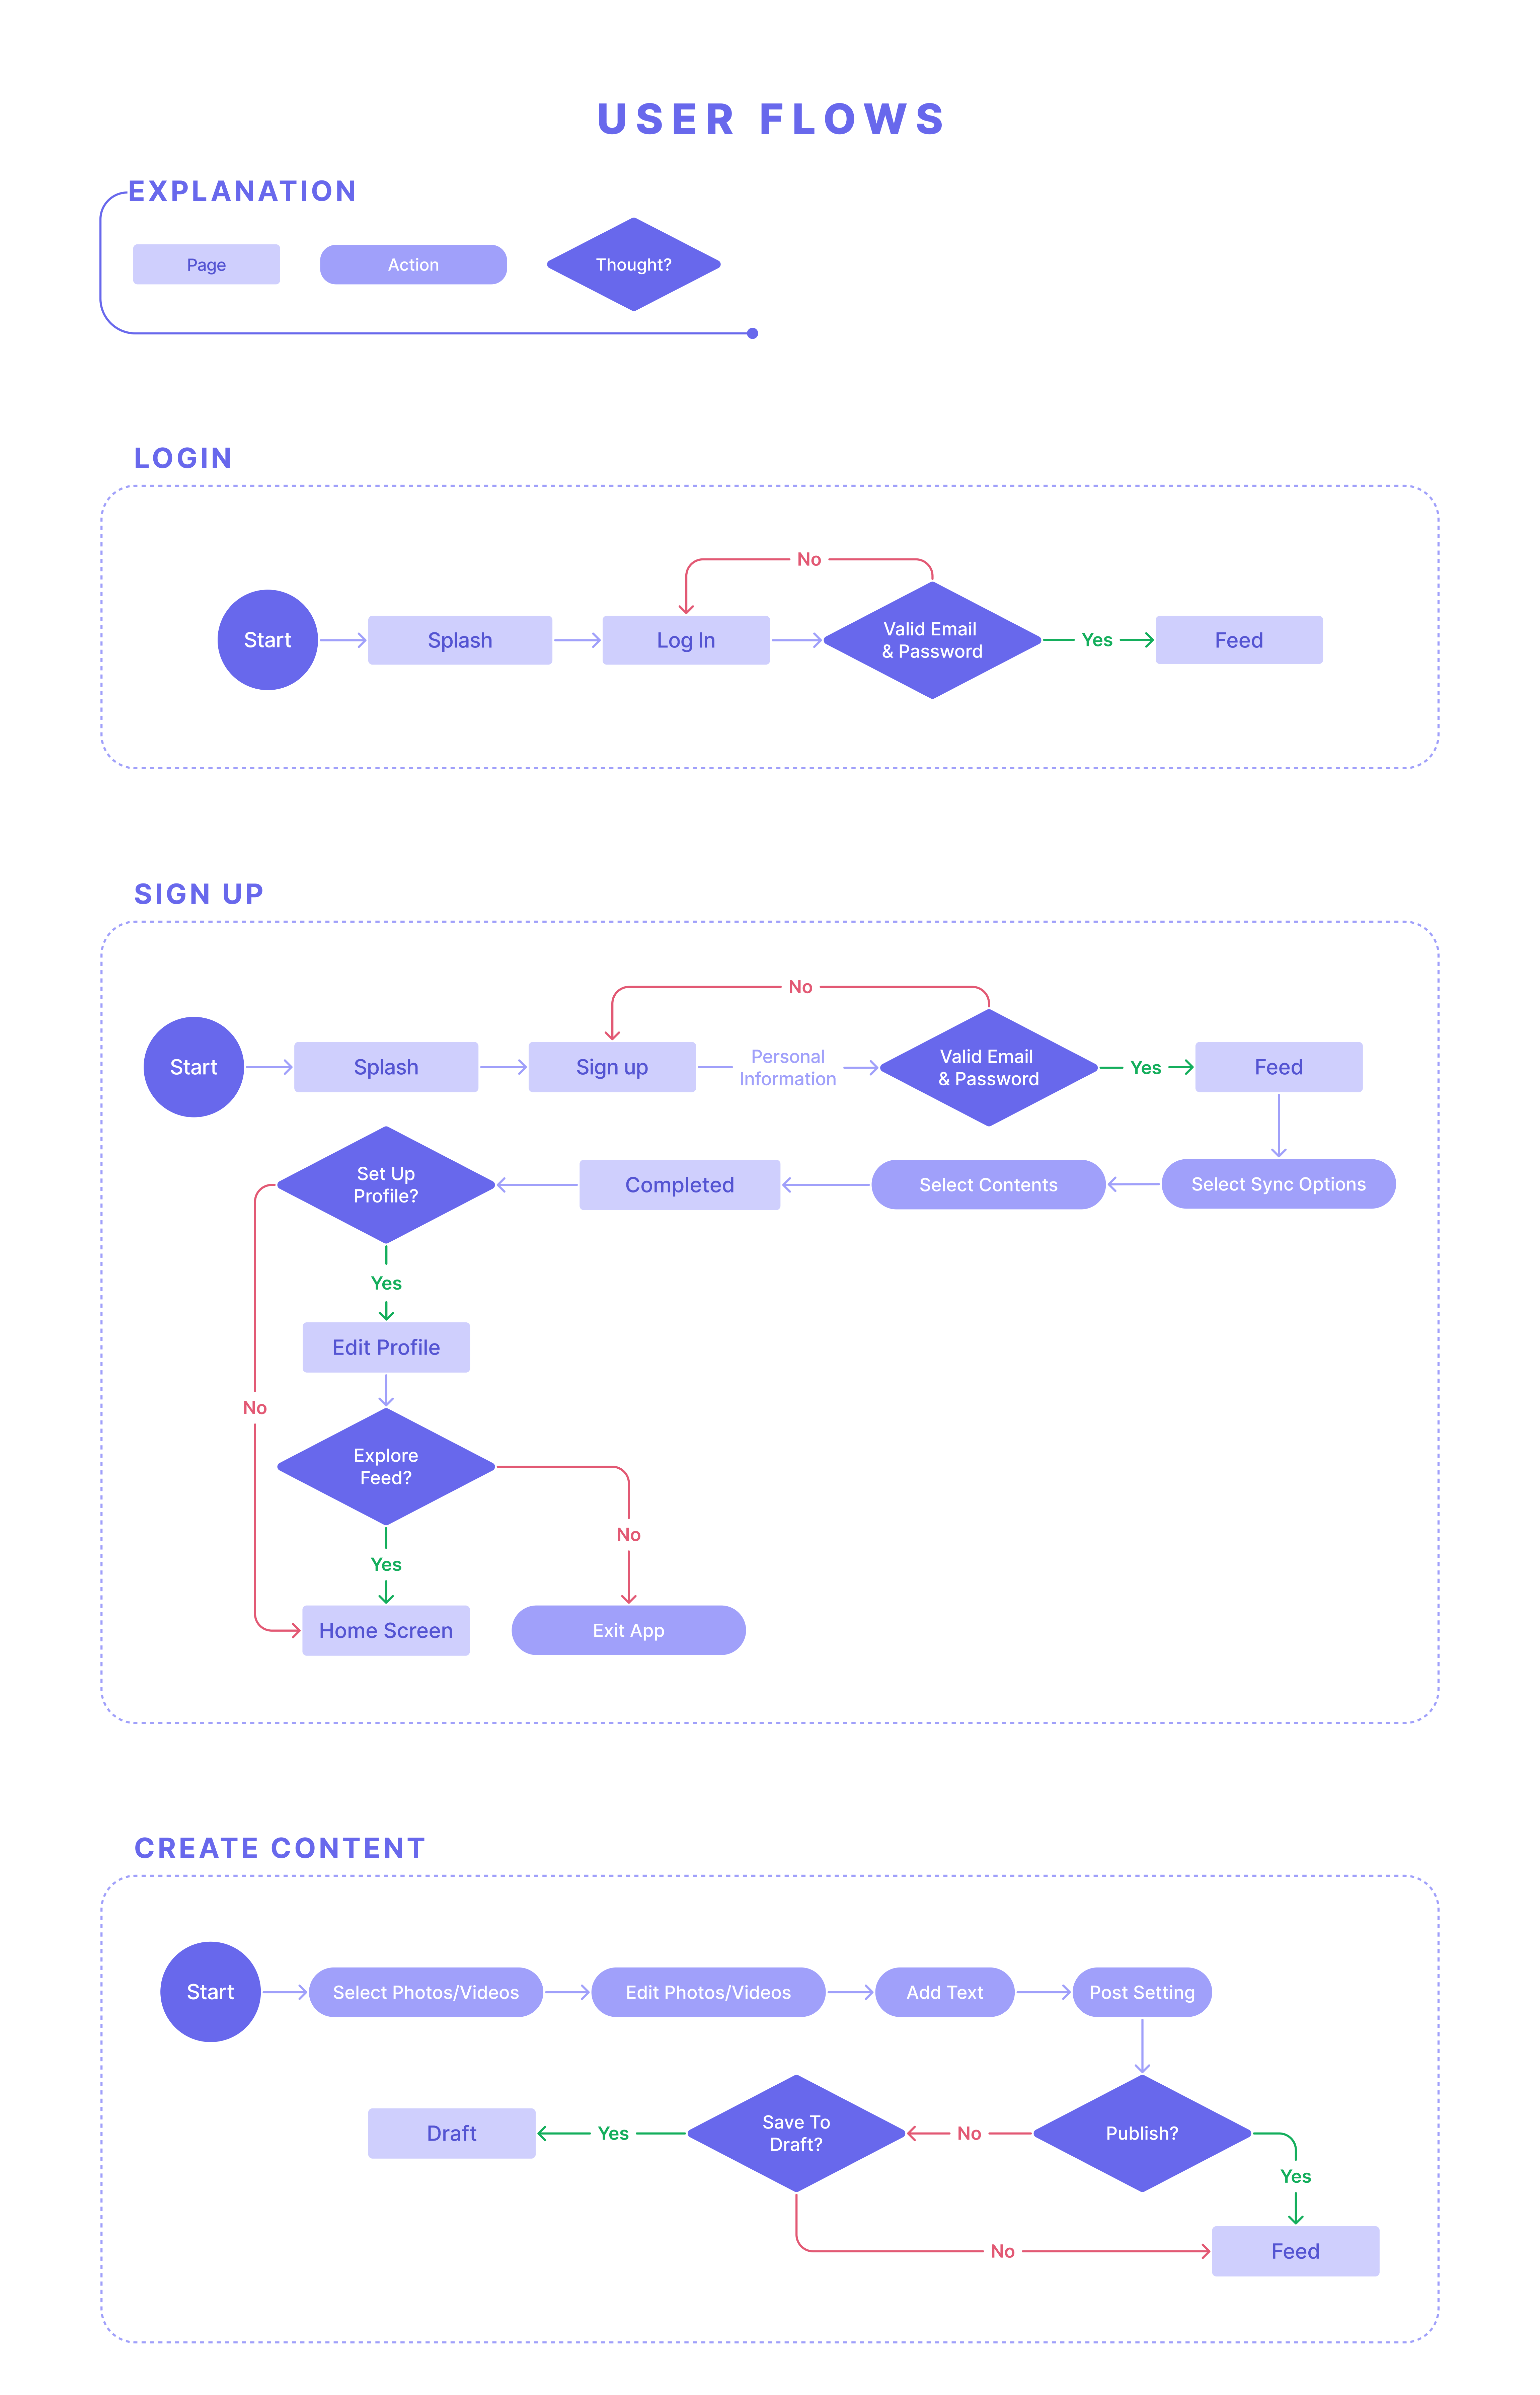 USER FLOWS
EXPLANATION
Page
Action
Thought?
LOGIN
No
Start
Splash
Log In
Valid Email
& Password
Yes
Feed
SIGN UP
No
Start
Splash
Sign up
Personal
Information
Valid Email
& Password
Yes
Feed
Set Up
Profile?
Completed
Select Contents
Select Sync Options
Yes
Edit Profile
No
Explore
Feed?
No
Yes
Home Screen
Exit App
CREATE CONTENT
Start
Select Photos/Videos
Edit Photos/Videos
Add Text
Post Setting
Draft
Yes
Save To
Draft?
No
Publish?
Yes
No
Feed